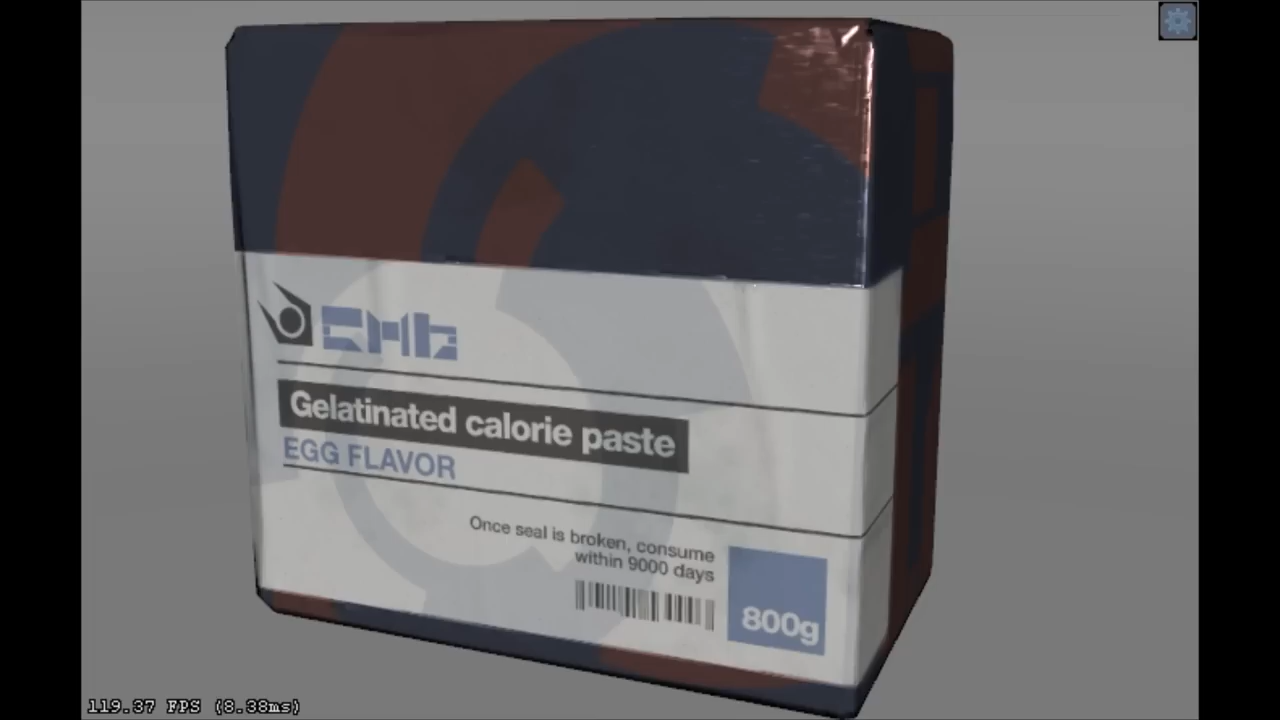 CMb
Gelatinated calorie paste
EGG FLAVOR
Once seal is broken, consume
within 9000 days
800g
119.37 FPS (8.38ms)